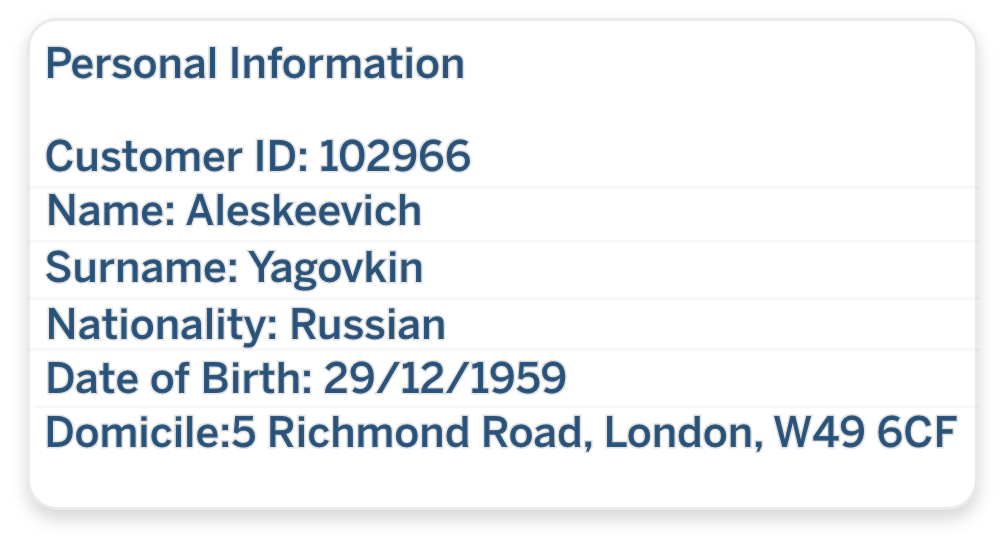 Personal Information
Customer ID: 102966
Name: Aleskeevich
Surname: Yagovkin
Nationality: Russian
Date of Birth: 29/12/1959
Domicile:5 Richmond Road, London, W49 6CF